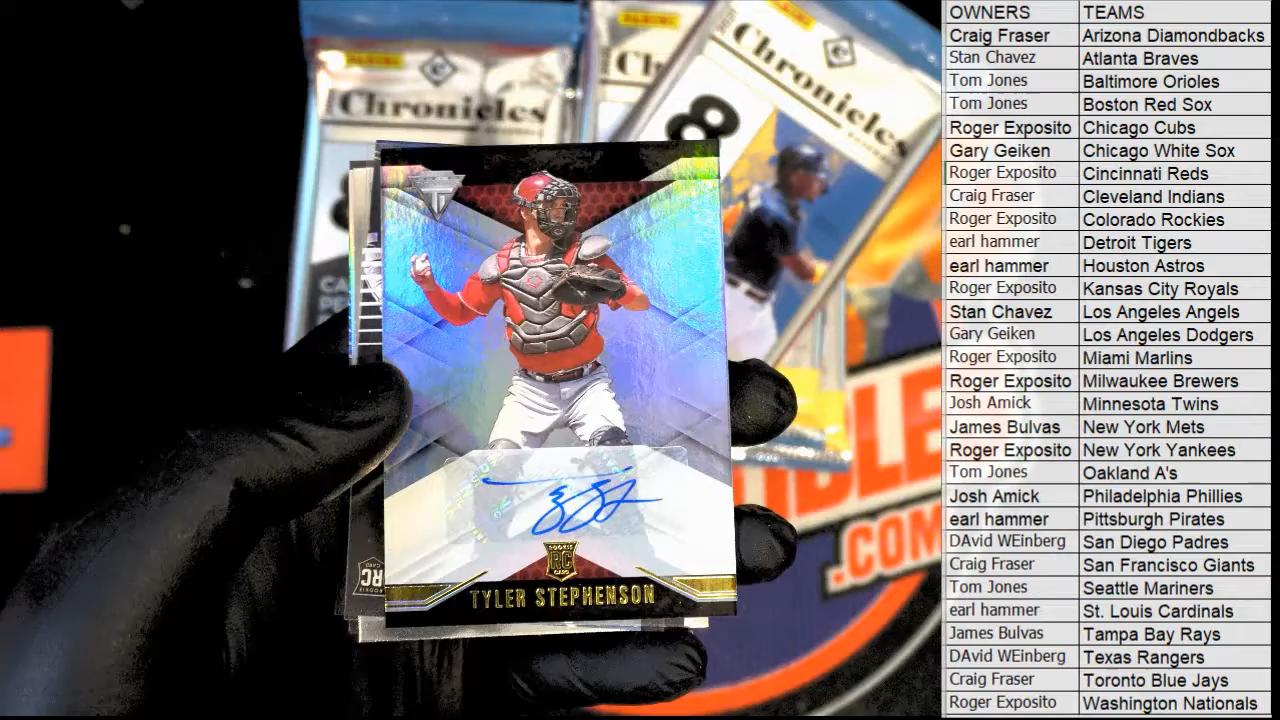 PANINI
Chronicles
PANINI
Ch
PANINI
Chronicles
8
TYLER STEPHENSON
ROOKIE
RC
CARD
RC
IBLE
.COM
OWNERS TEAMS
Craig Fraser Arizona Diamondbacks
Stan Chavez Atlanta Braves
Tom Jones Baltimore Orioles
Tom Jones Boston Red Sox
Roger Exposito Chicago Cubs
Gary Geiken Chicago White Sox
Roger Exposito Cincinnati Reds
Craig Fraser Cleveland Indians
Roger Exposito Colorado Rockies
earl hammer Detroit Tigers
earl hammer Houston Astros
Roger Exposito Kansas City Royals
Stan Chavez Los Angeles Angels
Gary Geiken Los Angeles Dodgers
Roger Exposito Miami Marlins
Roger Exposito Milwaukee Brewers
Josh Amick Minnesota Twins
James Bulvas New York Mets
Roger Exposito New York Yankees
Tom Jones Oakland A's
Josh Amick Philadelphia Phillies
earl hammer Pittsburgh Pirates
DAvid WEinberg San Diego Padres
Craig Fraser San Francisco Giants
Tom Jones Seattle Mariners
earl hammer St. Louis Cardinals
James Bulvas Tampa Bay Rays
DAvid WEinberg Texas Rangers
Craig Fraser Toronto Blue Jays
Roger Exposito Washington Nationals